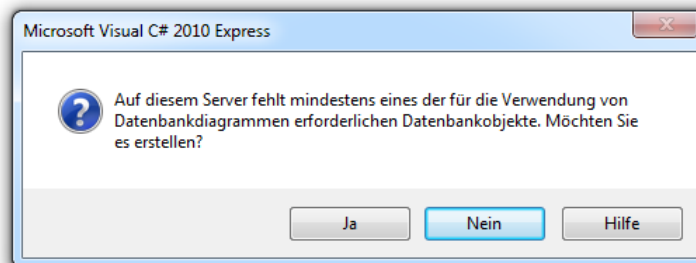 Microsoft Visual C# 2010 Express
Auf diesem Server fehlt mindestens eines der für die Verwendung von
Datenbankdiagrammen erforderlichen Datenbankobjekte. Möchten Sie
es erstellen?
Ja Nein Hilfe